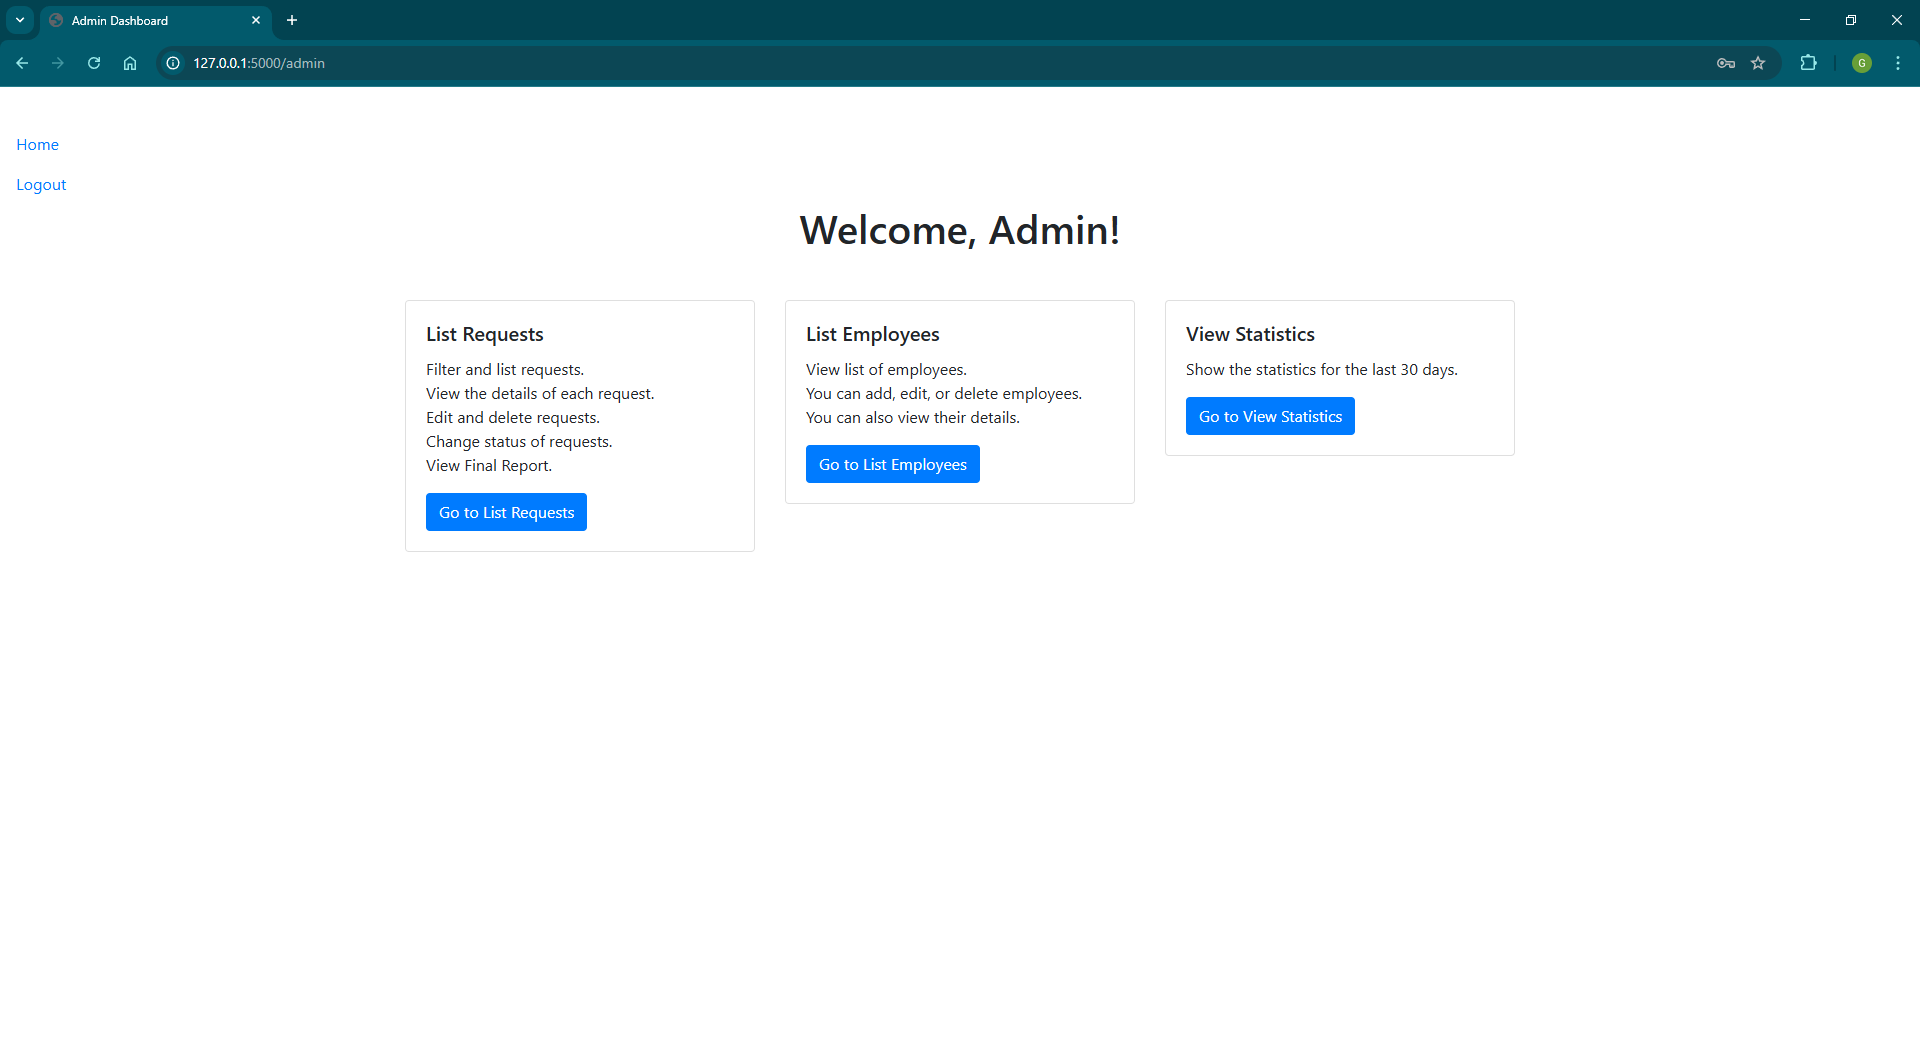 Admin Dashboard
127.0.0.1:5000/admin
G
Home
Logout
Welcome, Admin!
List Requests
Filter and list requests.
View the details of each request.
Edit and delete requests.
Change status of requests.
View Final Report.
Go to List Requests
List Employees
View list of employees.
You can add, edit, or delete employees.
You can also view their details.
Go to List Employees
View Statistics
Show the statistics for the last 30 days.
Go to View Statistics